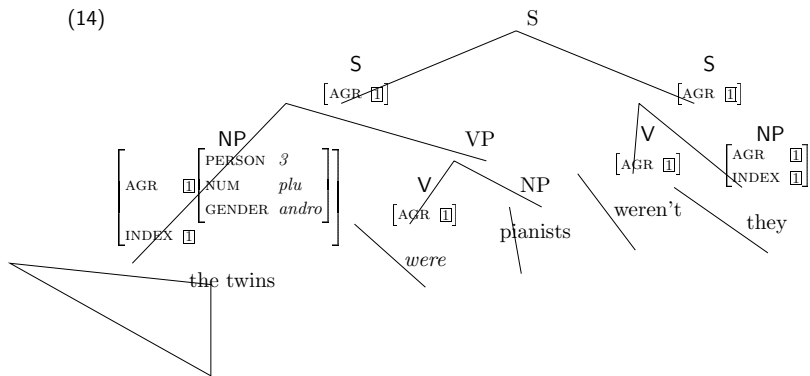 (14)
S
S S
[AGR 1] [AGR 1]
NP VP V NP
[AGR 1 [PERSON 3 [AGR 1] [AGR 1
NUM plu INDEX 1]
GENDER andro]
INDEX 1]
V NP
[AGR 1]
the twins were pianists weren't they